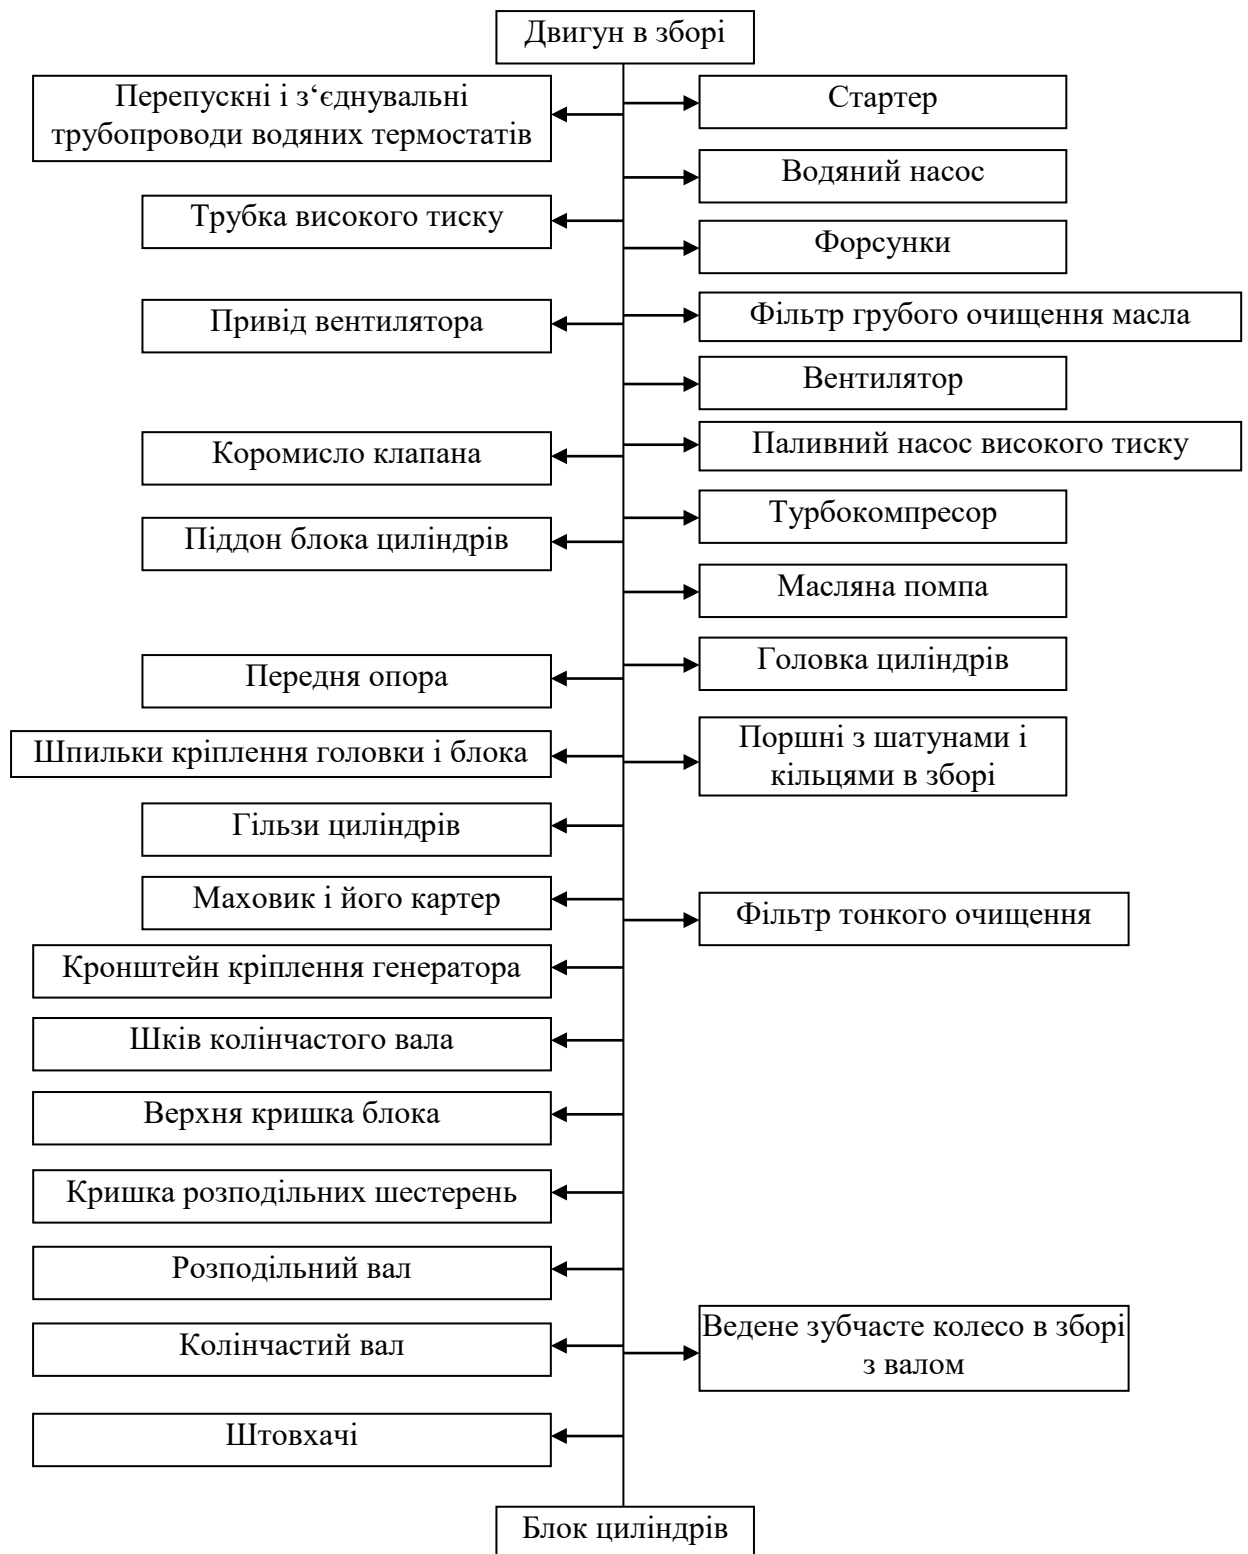 Двигун в зборі
Перепускні і з‘єднувальні
трубопроводи водяних термостатів
Стартер
Водяний насос
Трубка високого тиску
Форсунки
Привід вентилятора
Фільтр грубого очищення масла
Вентилятор
Коромисло клапана
Паливний насос високого тиску
Турбокомпресор
Піддон блока циліндрів
Масляна помпа
Передня опора
Головка циліндрів
Шпильки кріплення головки і блока
Поршні з шатунами і
кільцями в зборі
Гільзи циліндрів
Маховик і його картер
Фільтр тонкого очищення
Кронштейн кріплення генератора
Шків колінчастого вала
Верхня кришка блока
Кришка розподільних шестерень
Розподільний вал
Колінчастий вал
Ведене зубчасте колесо в зборі
з валом
Штовхачі
Блок циліндрів